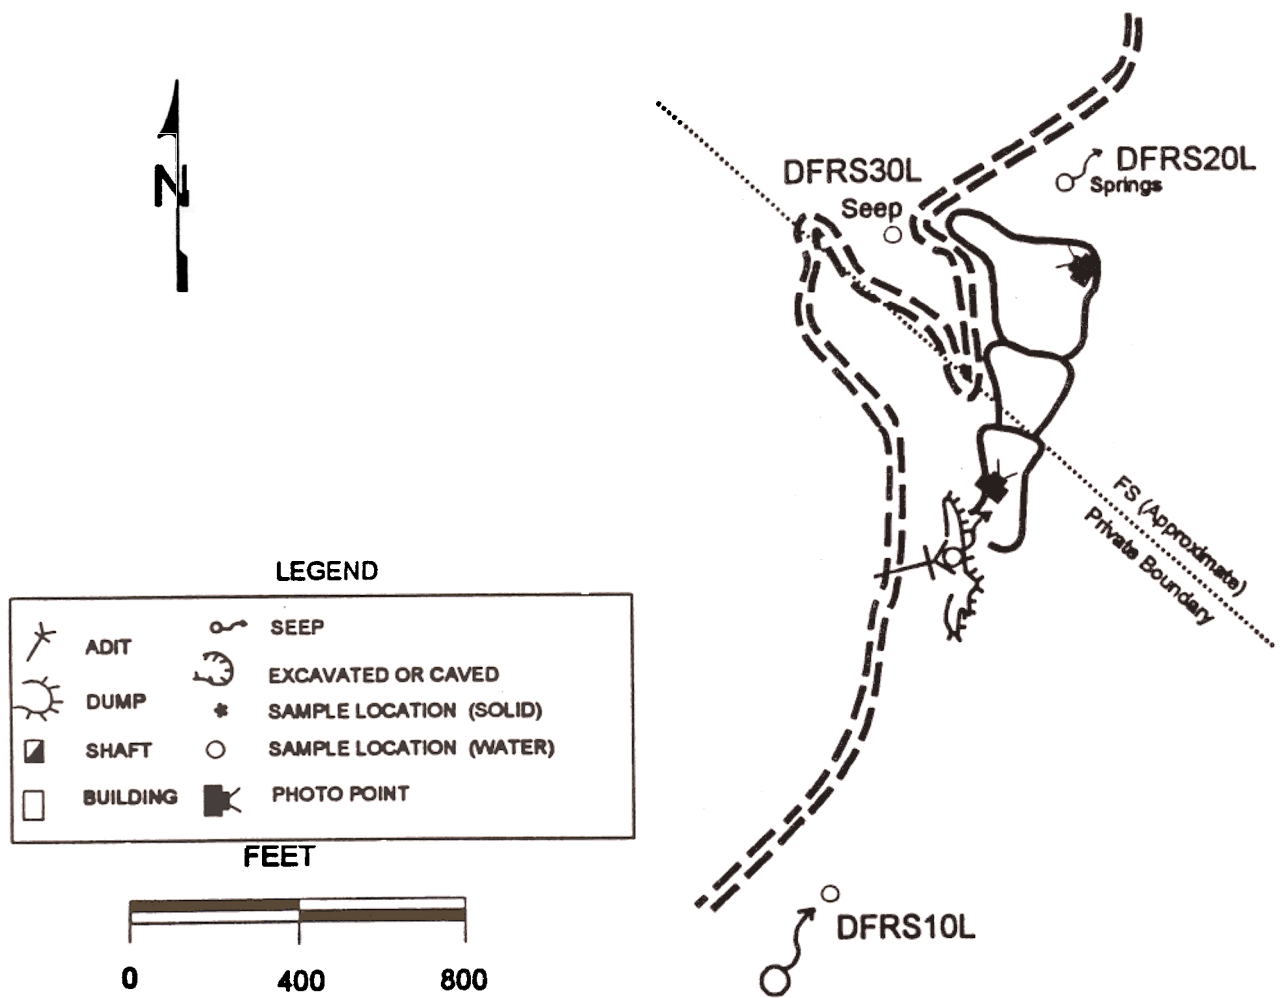 N
DFRS30L
Seep
DFRS20L
Springs
FS (Approximate)
Private Boundary
LEGEND
ADIT
SEEP
DUMP
EXCAVATED OR CAVED
SAMPLE LOCATION (SOLID)
SHAFT
SAMPLE LOCATION (WATER)
BUILDING
PHOTO POINT
FEET
0 400 800
DFRS10L